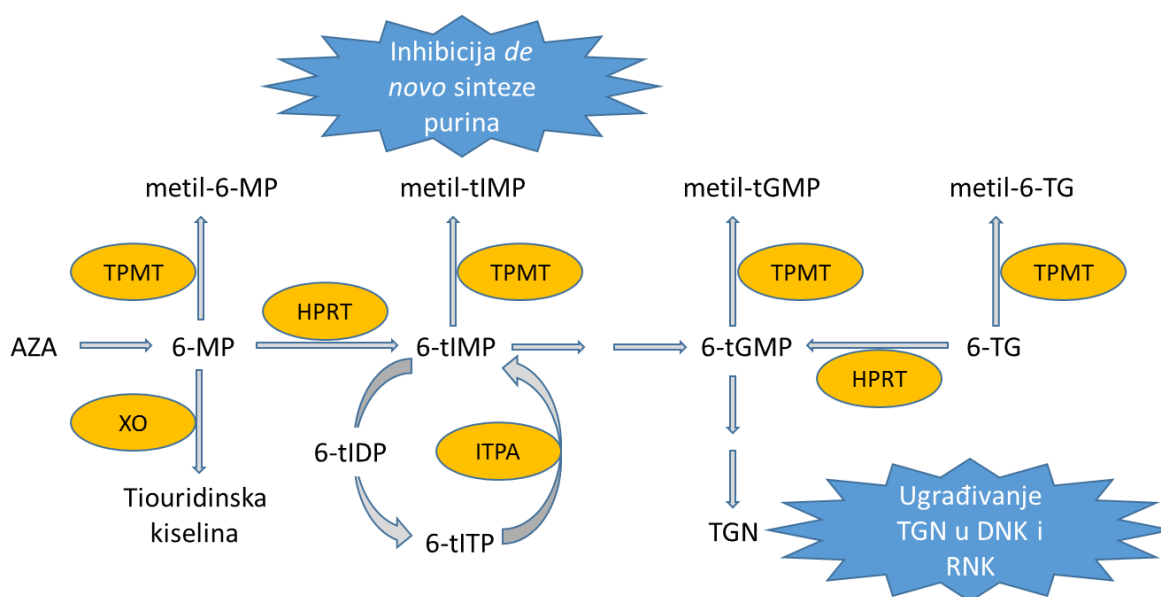 Inhibicija de
novo sinteze
purina
metil-6-MP
metil-tIMP
metil-tGMP
metil-6-TG
TPMT
TPMT
TPMT
TPMT
HPRT
AZA
6-MP
6-tIMP
6-tGMP
6-TG
HPRT
XO
6-tIDP
ITPA
Tiouridinska
kiselina
6-tITP
TGN
Ugrađivanje
TGN u DNK i
RNK